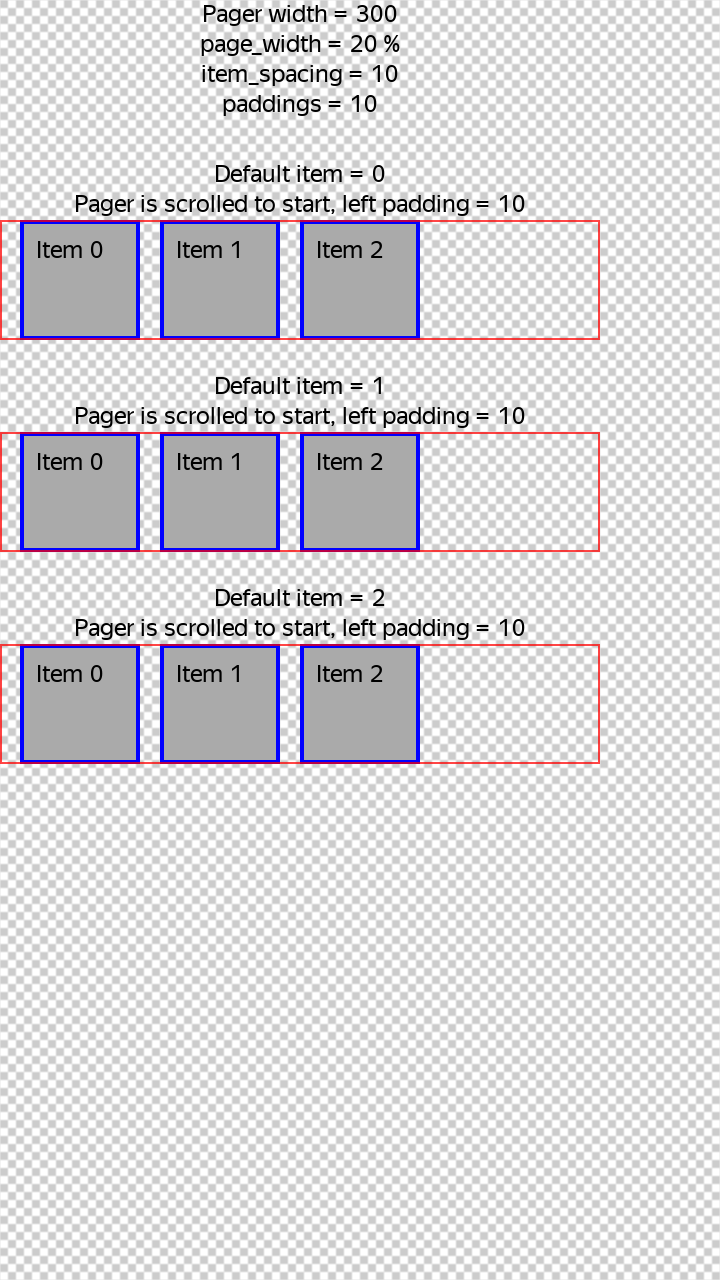 Pager width = 300
page_width = 20 %
item_spacing = 10
paddings = 10
Default item = 0
Pager is scrolled to start, left padding = 10
Item 0 Item 1 Item 2
Default item = 1
Pager is scrolled to start, left padding = 10
Item 0 Item 1 Item 2
Default item = 2
Pager is scrolled to start, left padding = 10
Item 0 Item 1 Item 2